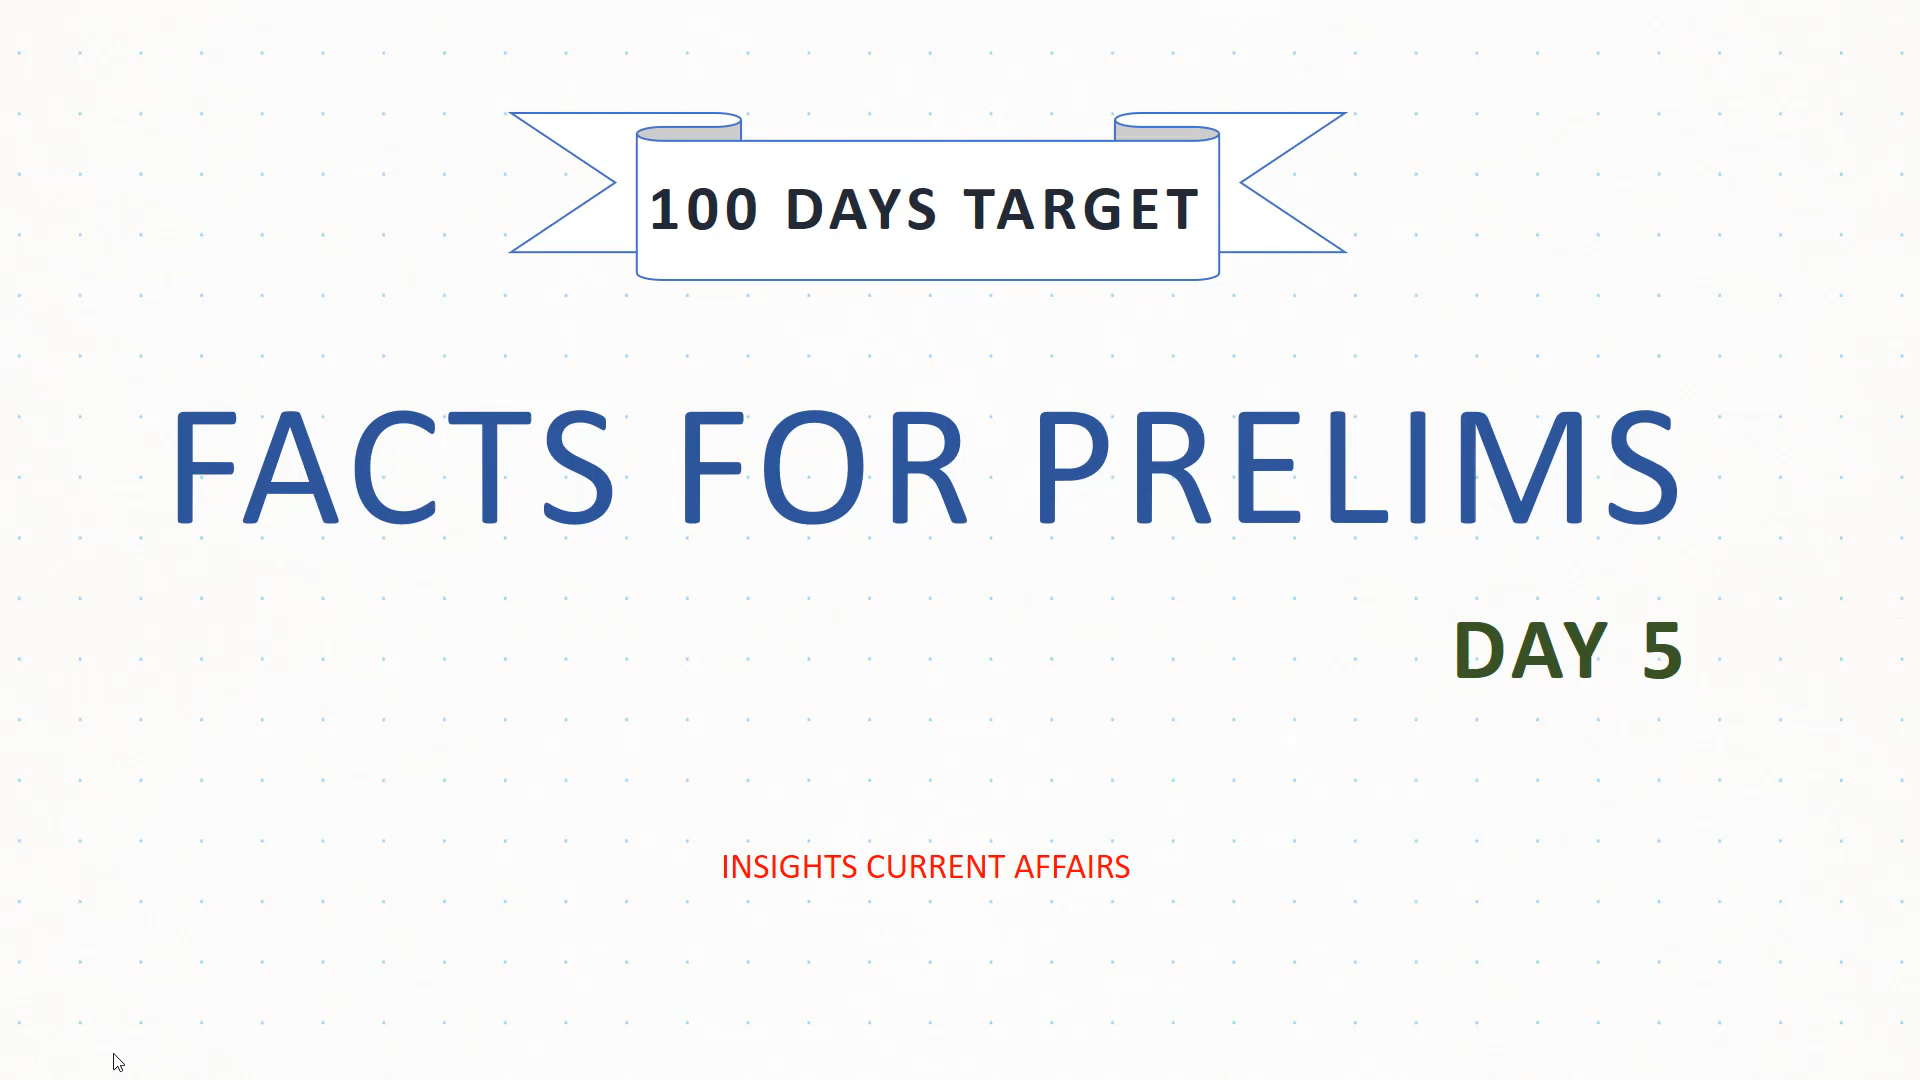 100 DAYS TARGET
FACTS FOR PRELIMS
DAY 5
INSIGHTS CURRENT AFFAIRS